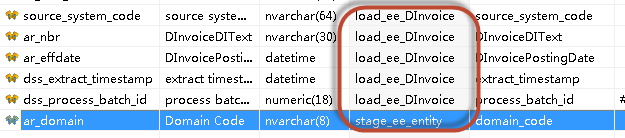 source_system_code source syste... nvarchar(64) load_ee_DInvoice source_system_code
ar_nbr DInvoiceDIText nvarchar(30) load_ee_DInvoice DInvoiceDIText
ar_effdate DInvoicePosti... datetime load_ee_DInvoice DInvoicePostingDate
dss_extract_timestamp extract timest... datetime load_ee_DInvoice extract_timestamp
dss_process_batch_id process batc... numeric(18) load_ee_DInvoice process_batch_id #
ar_domain Domain Code nvarchar(8) stage_ee_entity domain_code